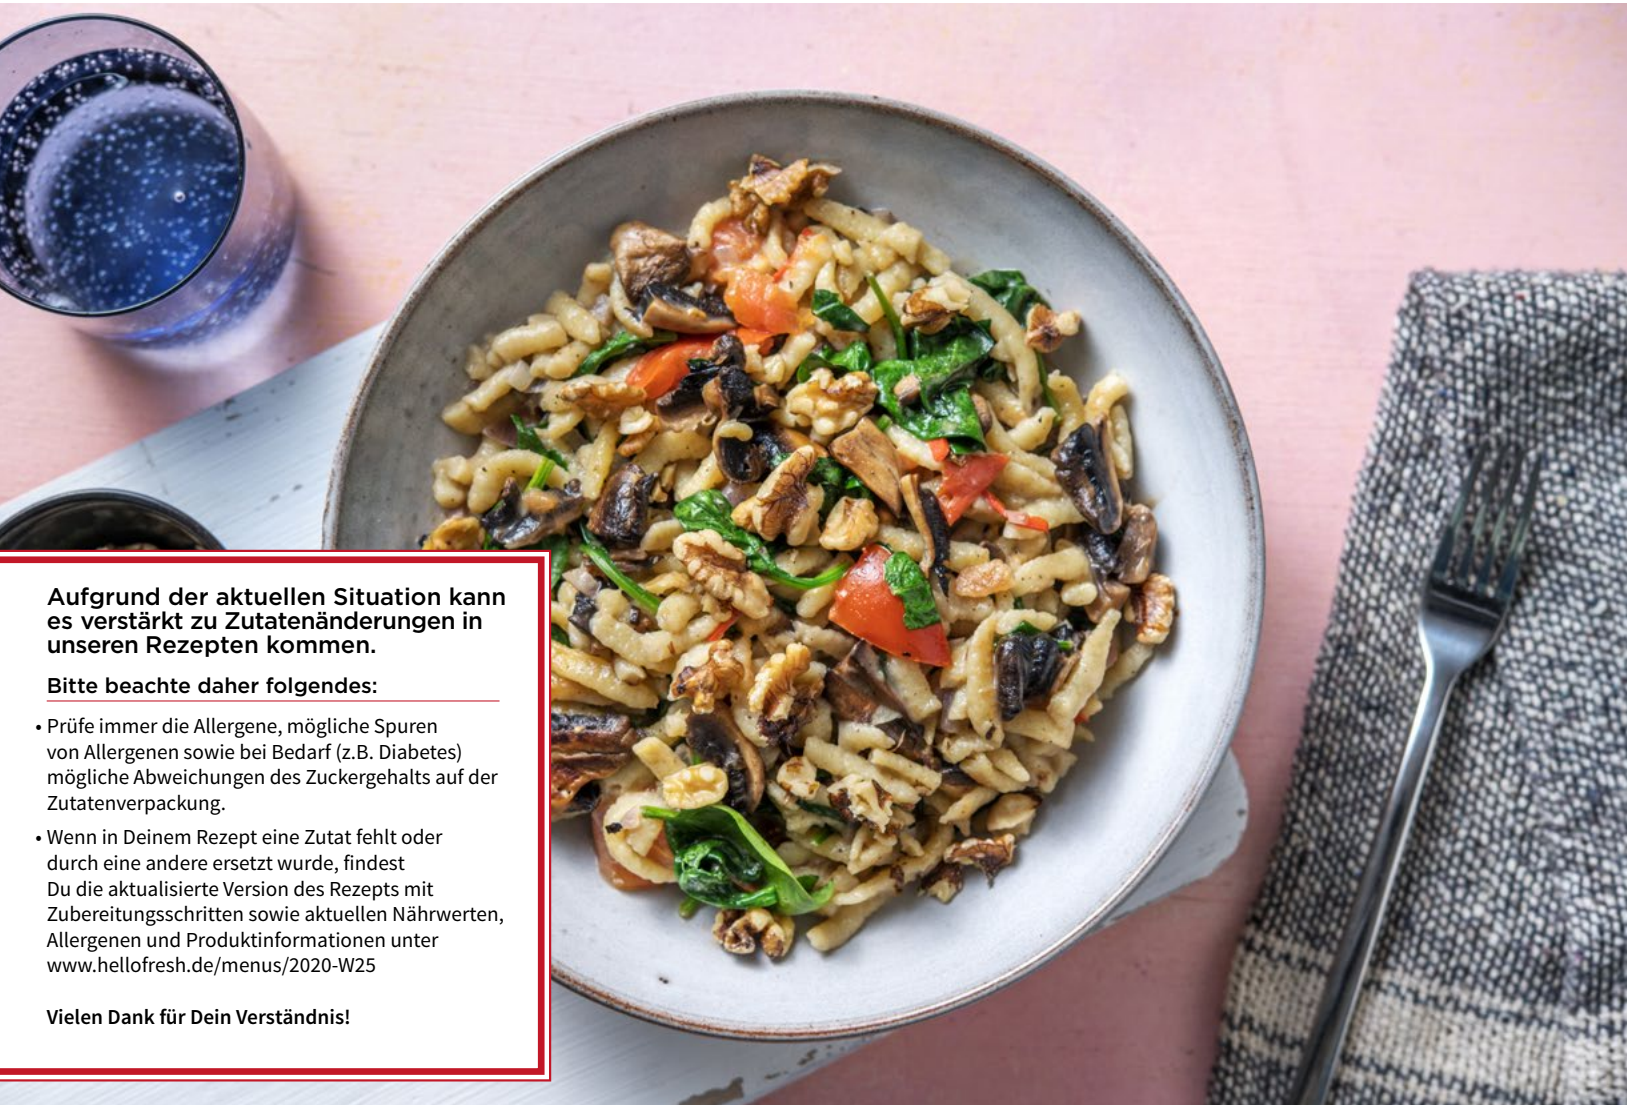 Aufgrund der aktuellen Situation kann
es verstärkt zu Zutatenänderungen in
unseren Rezepten kommen.
Bitte beachte daher folgendes:
• Prüfe immer die Allergene, mögliche Spuren
von Allergenen sowie bei Bedarf (z.B. Diabetes)
mögliche Abweichungen des Zuckergehalts auf der
Zutatenverpackung.
• Wenn in Deinem Rezept eine Zutat fehlt oder
durch eine andere ersetzt wurde, findest
Du die aktualisierte Version des Rezepts mit
Zubereitungsschritten sowie aktuellen Nährwerten,
Allergenen und Produktinformationen unter
www.hellofresh.de/menus/2020-W25
Vielen Dank für Dein Verständnis!